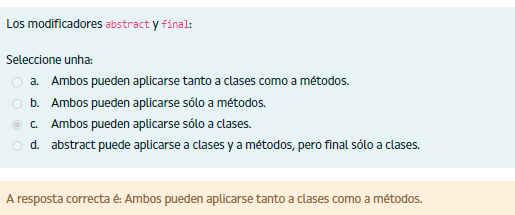 Los modificadores abstract y final:
Seleccione unha:
a. Ambos pueden aplicarse tanto a clases como a métodos.
b. Ambos pueden aplicarse sólo a métodos.
c. Ambos pueden aplicarse sólo a clases.
d. abstract puede aplicarse a clases y a métodos, pero final sólo a clases.
A resposta correcta é: Ambos pueden aplicarse tanto a clases como a métodos.